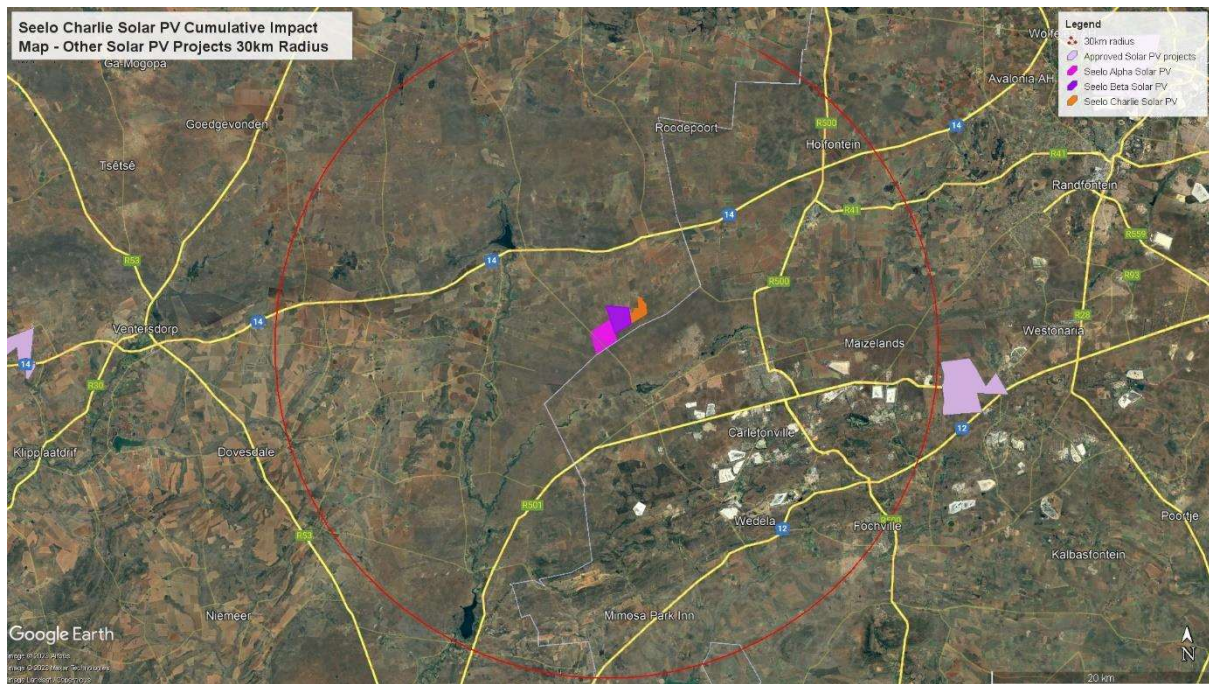 Seelo Charlie Solar PV Cumulative Impact
Map - Other Solar PV Projects 30km Radius
Legend
30km radius
Approved Solar PV projects
Seelo Alpha Solar PV
Seelo Beta Solar PV
Seelo Charlie Solar PV
Ga-Mogopa
Avalonia AH
Goedgevonden
R500
14
Roodepoort
Holfontein
R41
Tsêtsê
Randfontein
R41
14
R559
R53
14
R93
R500
Ventersdorp
14
R28
Westonaria
Maizelands
14
R30
12
Carletonville
Klipplaatdrif
Dovesdale
R501
Poortje
Wedela
12
Fochville
R53
Kalbasfontein
Niemeer
Mimosa Park Inn
Google Earth
N
20 km